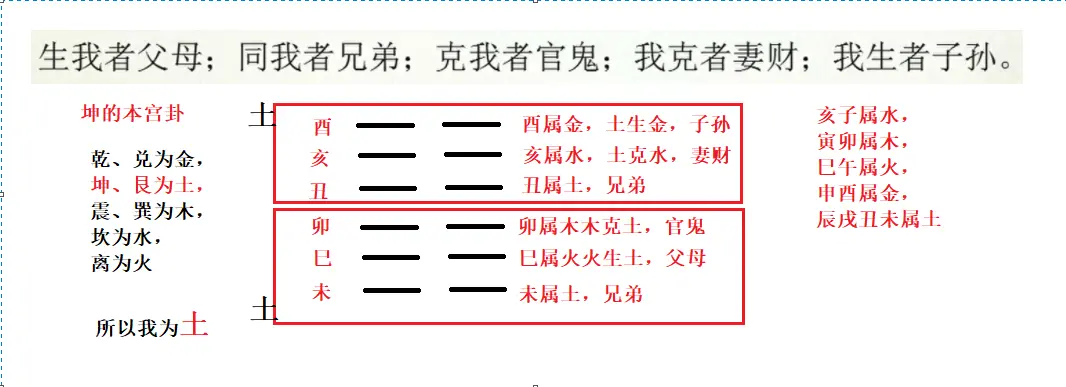 生我者父母；同我者兄弟；克我者官鬼；我克者妻财；我生者子孙。
坤的本宫卦
乾、兑为金，
坤、艮为土，
震、巽为木，
坎为水，
离为火
所以我为土
土
酉 酉属金，土生金，子孙
亥 亥属水，土克水，妻财
丑 丑属土，兄弟
土
卯 卯属木木克土，官鬼
巳 巳属火火生土，父母
未 未属土，兄弟
亥子属水，
寅卯属木，
巳午属火，
申酉属金，
辰戌丑未属土